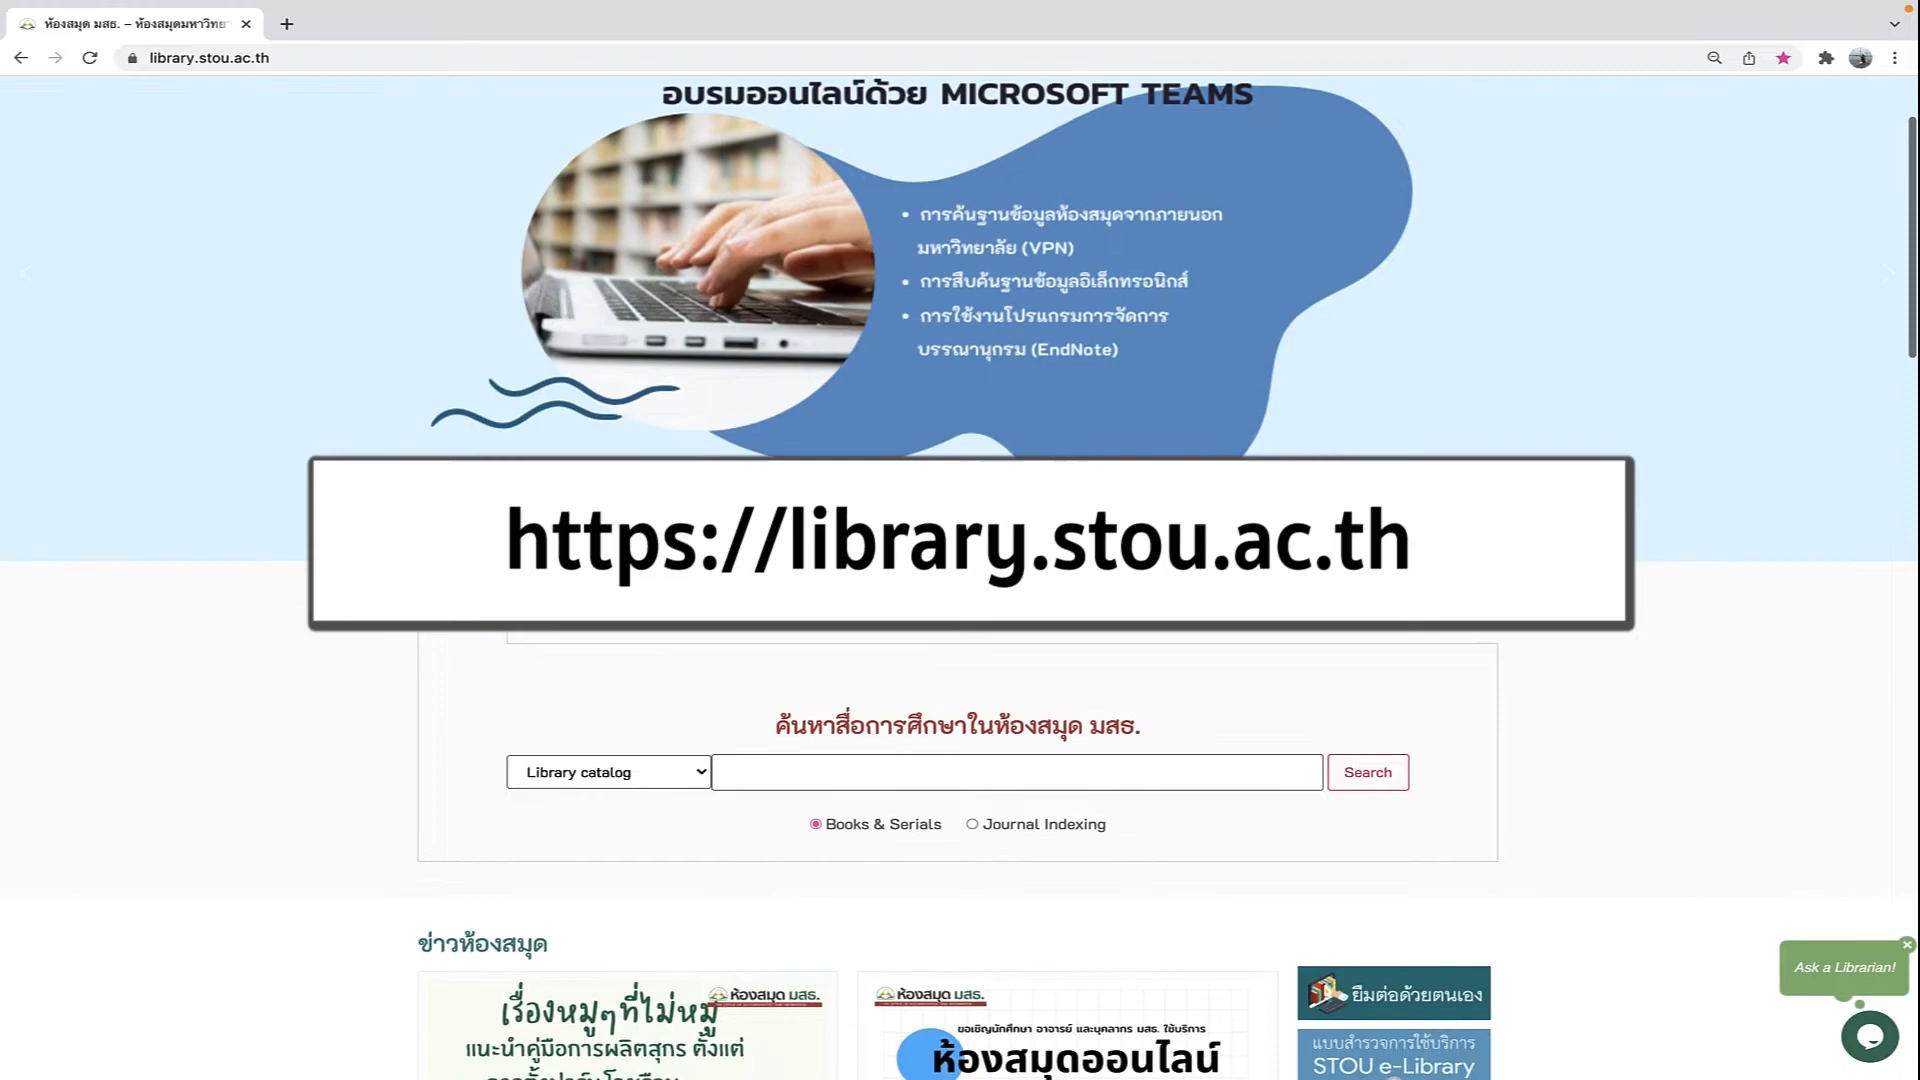 ห้องสมุด มสธ. – ห้องสมุดมหาวิทย
library.stou.ac.th
อบรมออนไลน์ด้วย MICROSOFT TEAMS
• การค้นฐานข้อมูลห้องสมุดจากภายนอก
มหาวิทยาลัย (VPN)
• การสืบค้นฐานข้อมูลอิเล็กทรอนิกส์
• การใช้งานโปรแกรมการจัดการ
บรรณานุกรม (EndNote)
https://library.stou.ac.th
ค้นหาสื่อการศึกษาในห้องสมุด มสธ.
Library catalog
Search
Books & Serials
Journal Indexing
ข่าวห้องสมุด
ห้องสมุด มสธ.
เรื่องหมูๆที่ไม่หมู
แนะนำคู่มือการผลิตสุกร ตั้งแต่
ห้องสมุด มสธ.
ขอเชิญนักศึกษา อาจารย์ และบุคลากร มสธ. ใช้บริการ
ห้องสมุดออนไลน์
ยืมต่อด้วยตนเอง
แบบสำรวจการใช้บริการ
STOU e-Library
Ask a Librarian!